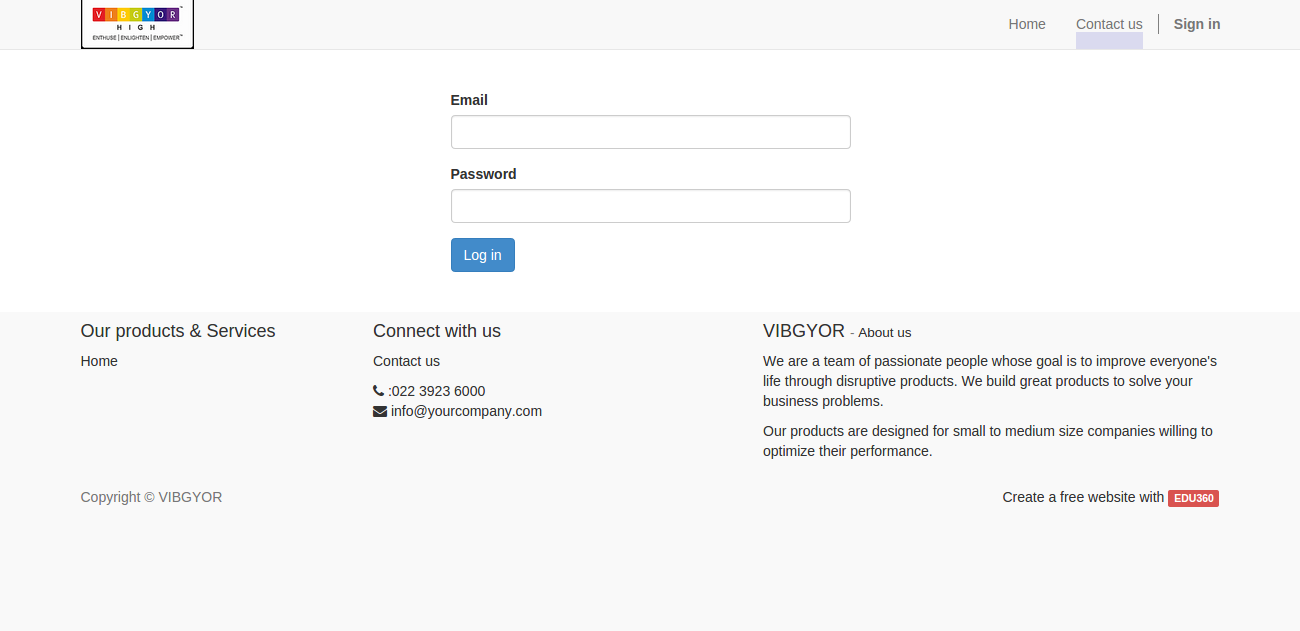 VIBGYOR
HIGH
ENTHUSE | ENLIGHTEN | EMPOWER™
Home
Contact us
Sign in
Email
Password
Log in
Our products & Services
Home
Connect with us
Contact us
:022 3923 6000
info@yourcompany.com
VIBGYOR - About us
We are a team of passionate people whose goal is to improve everyone's
life through disruptive products. We build great products to solve your
business problems.
Our products are designed for small to medium size companies willing to
optimize their performance.
Copyright © VIBGYOR
Create a free website with EDU360